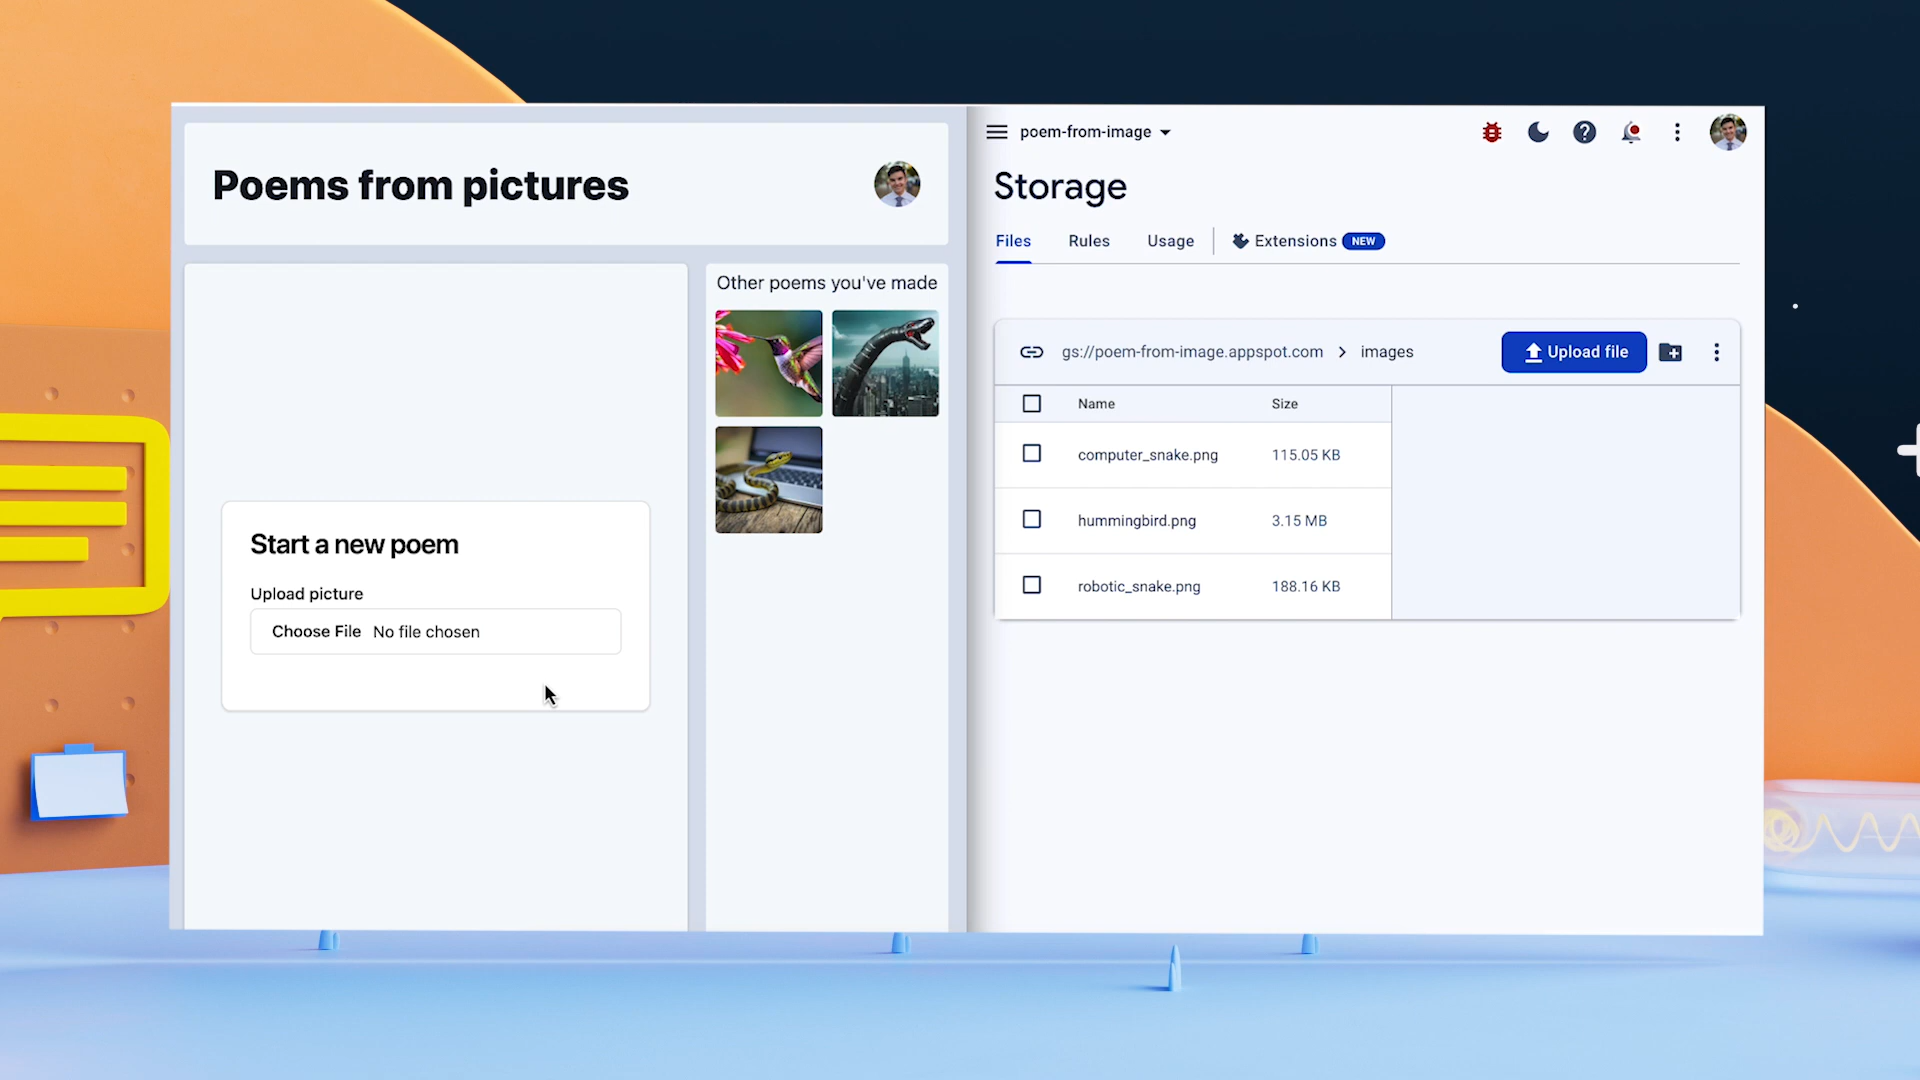 Poems from pictures
Other poems you've made
Start a new poem
Upload picture
Choose File No file chosen
poem-from-image
Storage
Files Rules Usage Extensions NEW
gs://poem-from-image.appspot.com > images Upload file
Name Size
computer_snake.png 115.05 KB
hummingbird.png 3.15 MB
robotic_snake.png 188.16 KB